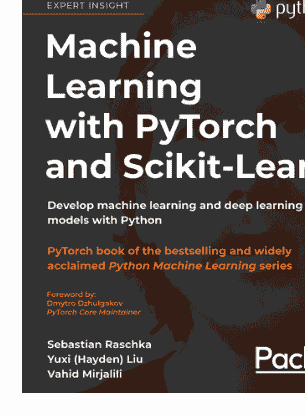 EXPERT INSIGHT
pyth
Machine
Learning
with PyTorch
and Scikit-Lear
Develop machine learning and deep learning
models with Python
PyTorch book of the bestselling and widely
acclaimed Python Machine Learning series
Foreword by:
Dmytro Dzhulgakov
PyTorch Core Maintainer
Sebastian Raschka
Yuxi (Hayden) Liu
Vahid Mirjalili
Pack